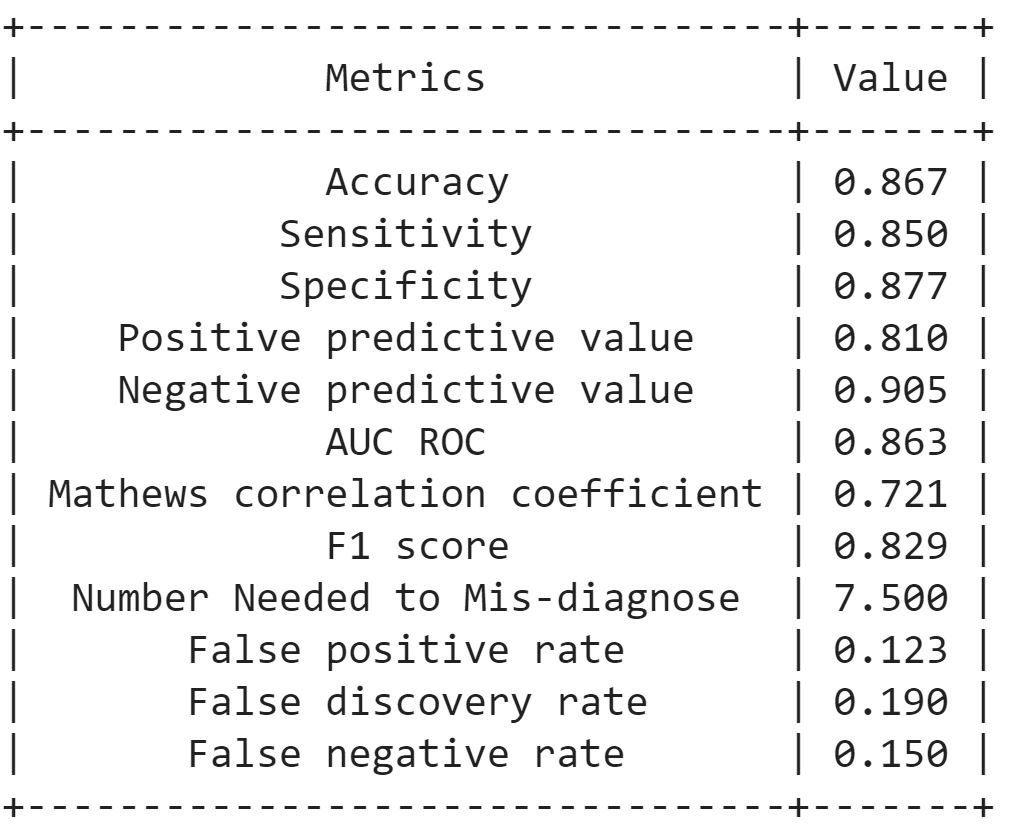 +---------------------------------+-------+
|             Metrics             | Value |
+---------------------------------+-------+
|             Accuracy            | 0.867 |
|           Sensitivity           | 0.850 |
|           Specificity           | 0.877 |
|    Positive predictive value    | 0.810 |
|    Negative predictive value    | 0.905 |
|             AUC ROC             | 0.863 |
| Mathews correlation coefficient | 0.721 |
|             F1 score            | 0.829 |
|  Number Needed to Mis-diagnose  | 7.500 |
|       False positive rate       | 0.123 |
|       False discovery rate      | 0.190 |
|       False negative rate       | 0.150 |
+---------------------------------+-------+